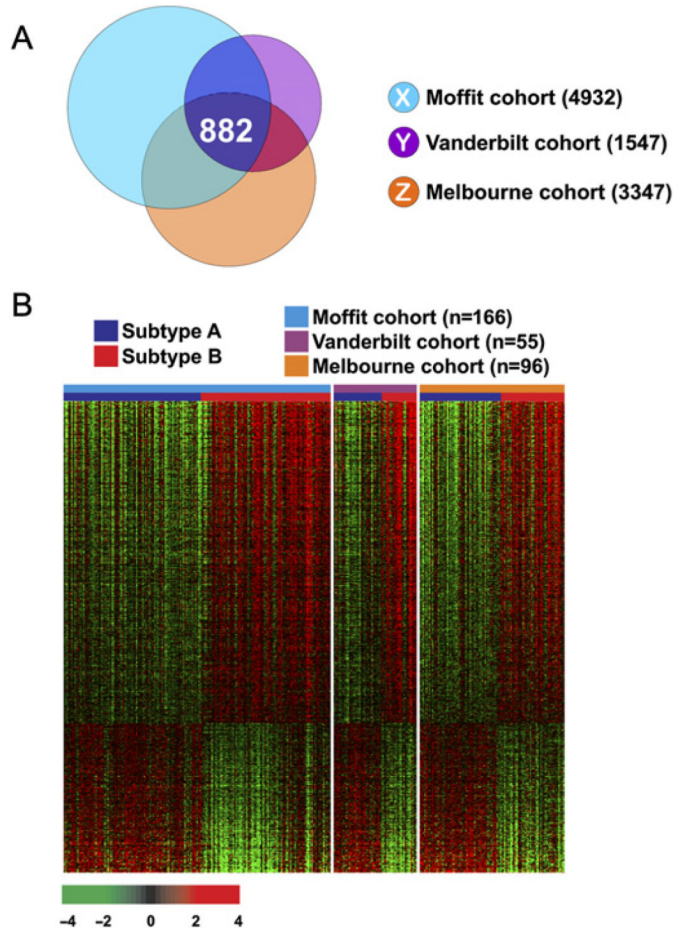 A
882
X Moffit cohort (4932)
Y Vanderbilt cohort (1547)
Z Melbourne cohort (3347)
B
Subtype A
Subtype B
Moffit cohort (n=166)
Vanderbilt cohort (n=55)
Melbourne cohort (n=96)
–4 –2 0 2 4